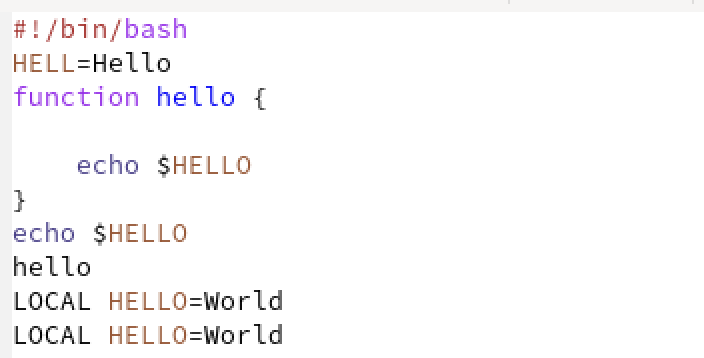 #!/bin/bash
HELL=Hello
function hello {
echo $HELLO
}
echo $HELLO
hello
LOCAL HELLO=World
LOCAL HELLO=World